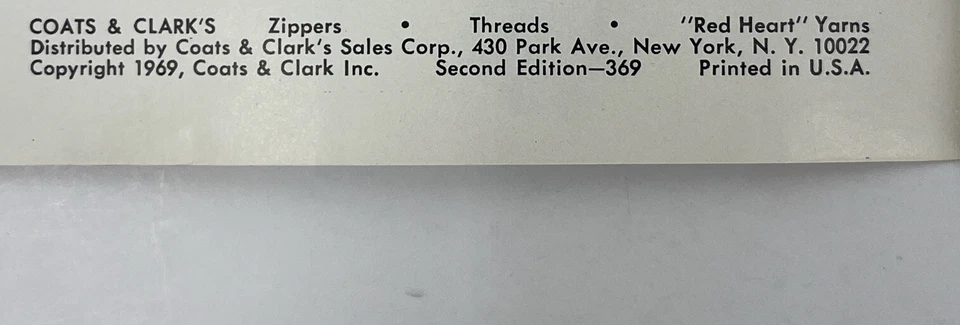 COATS & CLARK'S Zippers • Threads • "Red Heart" Yarns
Distributed by Coats & Clark's Sales Corp., 430 Park Ave., New York, N. Y. 10022
Copyright 1969, Coats & Clark Inc. Second Edition—369 Printed in U.S.A.